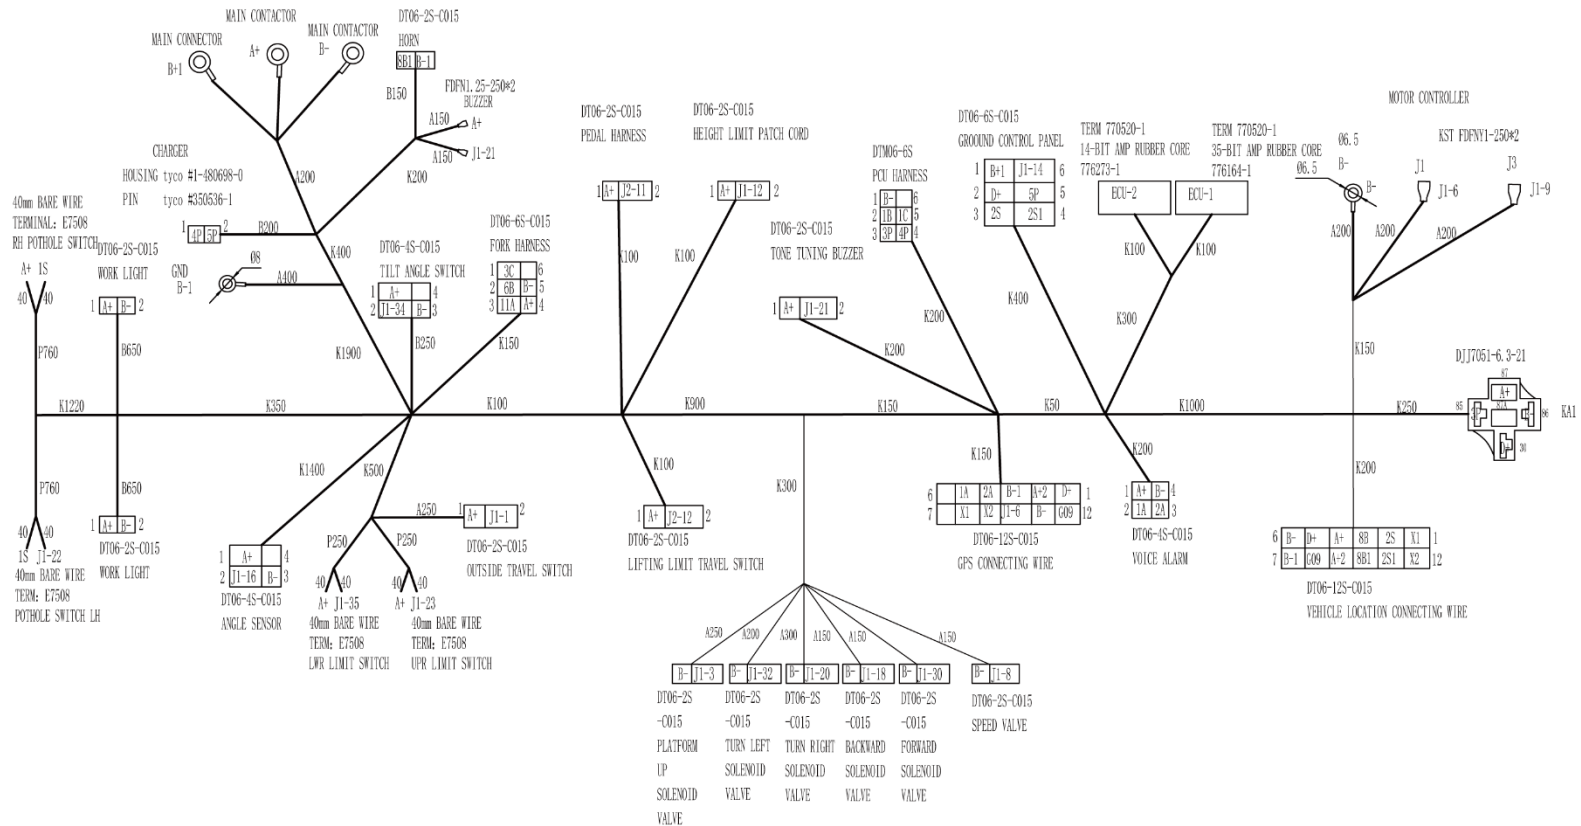 MAIN CONNECTOR
B+1
MAIN CONTACTOR
A+
MAIN CONTACTOR
B-
DT06-2S-C015
HORN
8B1 B-1
B150
FDFN1.25-250*2
BUZZER
A150
A+
A150
J1-21
A200
K200
CHARGER
HOUSING tyco #1-480698-0
PIN tyco #350536-1
1 4P 5P 2
B200
K400
GND
B-1
Ø8
A400
K1900
40mm BARE WIRE
TERMINAL: E7508
RH POTHOLE SWITCH
A+ 1S
40 40
P760
DT06-2S-C015
WORK LIGHT
1 A+ B- 2
B650
DT06-4S-C015
TILT ANGLE SWITCH
1 A+ 4
2 J1-34 B- 3
B250
DT06-6S-C015
FORK HARNESS
1 3C 6
2 6B B- 5
3 11A A+ 4
K150
DT06-2S-C015
PEDAL HARNESS
1 A+ J2-11 2
K100
DT06-2S-C015
HEIGHT LIMIT PATCH CORD
1 A+ J1-12 2
K100
DT06-2S-C015
TONE TUNING BUZZER
1 A+ J1-21 2
K200
DTM06-6S
PCU HARNESS
1 B- 6
2 1B 1C 5
3 3P 4P 4
K200
DT06-6S-C015
GROOUND CONTROL PANEL
1 B+1 J1-14 6
2 D+ 5P 5
3 2S 2S1 4
K400
TERM 770520-1
14-BIT AMP RUBBER CORE
776273-1
ECU-2
K100
TERM 770520-1
35-BIT AMP RUBBER CORE
776164-1
ECU-1
K100
K300
MOTOR CONTROLLER
KST FDFNY1-250*2
Ø6.5
B-
Ø6.5
B-
J1
J1-6
J3
J1-9
A200
A200
A200
K150
DJJ7051-6.3-21
87
A+
87A
85
86
KA1
D+
30
K1220
K350
K100
K900
K150
K50
K1000
K250
P760
40 40
1S J1-22
40mm BARE WIRE
TERM: E7508
POTHOLE SWITCH LH
B650
1 A+ B- 2
DT06-2S-C015
WORK LIGHT
K1400
1 A+ 4
2 J1-16 B- 3
DT06-4S-C015
ANGLE SENSOR
K500
A250
1 A+ J1-1 2
DT06-2S-C015
OUTSIDE TRAVEL SWITCH
P250
P250
40 40
A+ J1-35
40mm BARE WIRE
TERM: E7508
LWR LIMIT SWITCH
40 40
A+ J1-23
40mm BARE WIRE
TERM: E7508
UPR LIMIT SWITCH
K100
1 A+ J2-12 2
DT06-2S-C015
LIFTING LIMIT TRAVEL SWITCH
K300
K150
6 1A 2A B-1 A+2 D+ 1
7 X1 X2 J1-6 B- G09 12
DT06-12S-C015
GPS CONNECTING WIRE
K200
1 A+ B- 4
2 1A 2A 3
DT06-4S-C015
VOICE ALARM
K200
6 B- D+ A+ 8B 2S X1 1
7 B-1 G09 A-2 8B1 2S1 X2 12
DT06-12S-C015
VEHICLE LOCATION CONNECTING WIRE
A250
A200
A300
A150
A150
A150
B- J1-3
DT06-2S
-C015
PLATFORM
UP
SOLENOID
VALVE
B- J1-32
DT06-2S
-C015
TURN LEFT
SOLENOID
VALVE
B- J1-20
DT06-2S
-C015
TURN RIGHT
SOLENOID
VALVE
B- J1-18
DT06-2S
-C015
BACKWARD
SOLENOID
VALVE
B- J1-30
DT06-2S
-C015
FORWARD
SOLENOID
VALVE
B- J1-8
DT06-2S-C015
SPEED VALVE